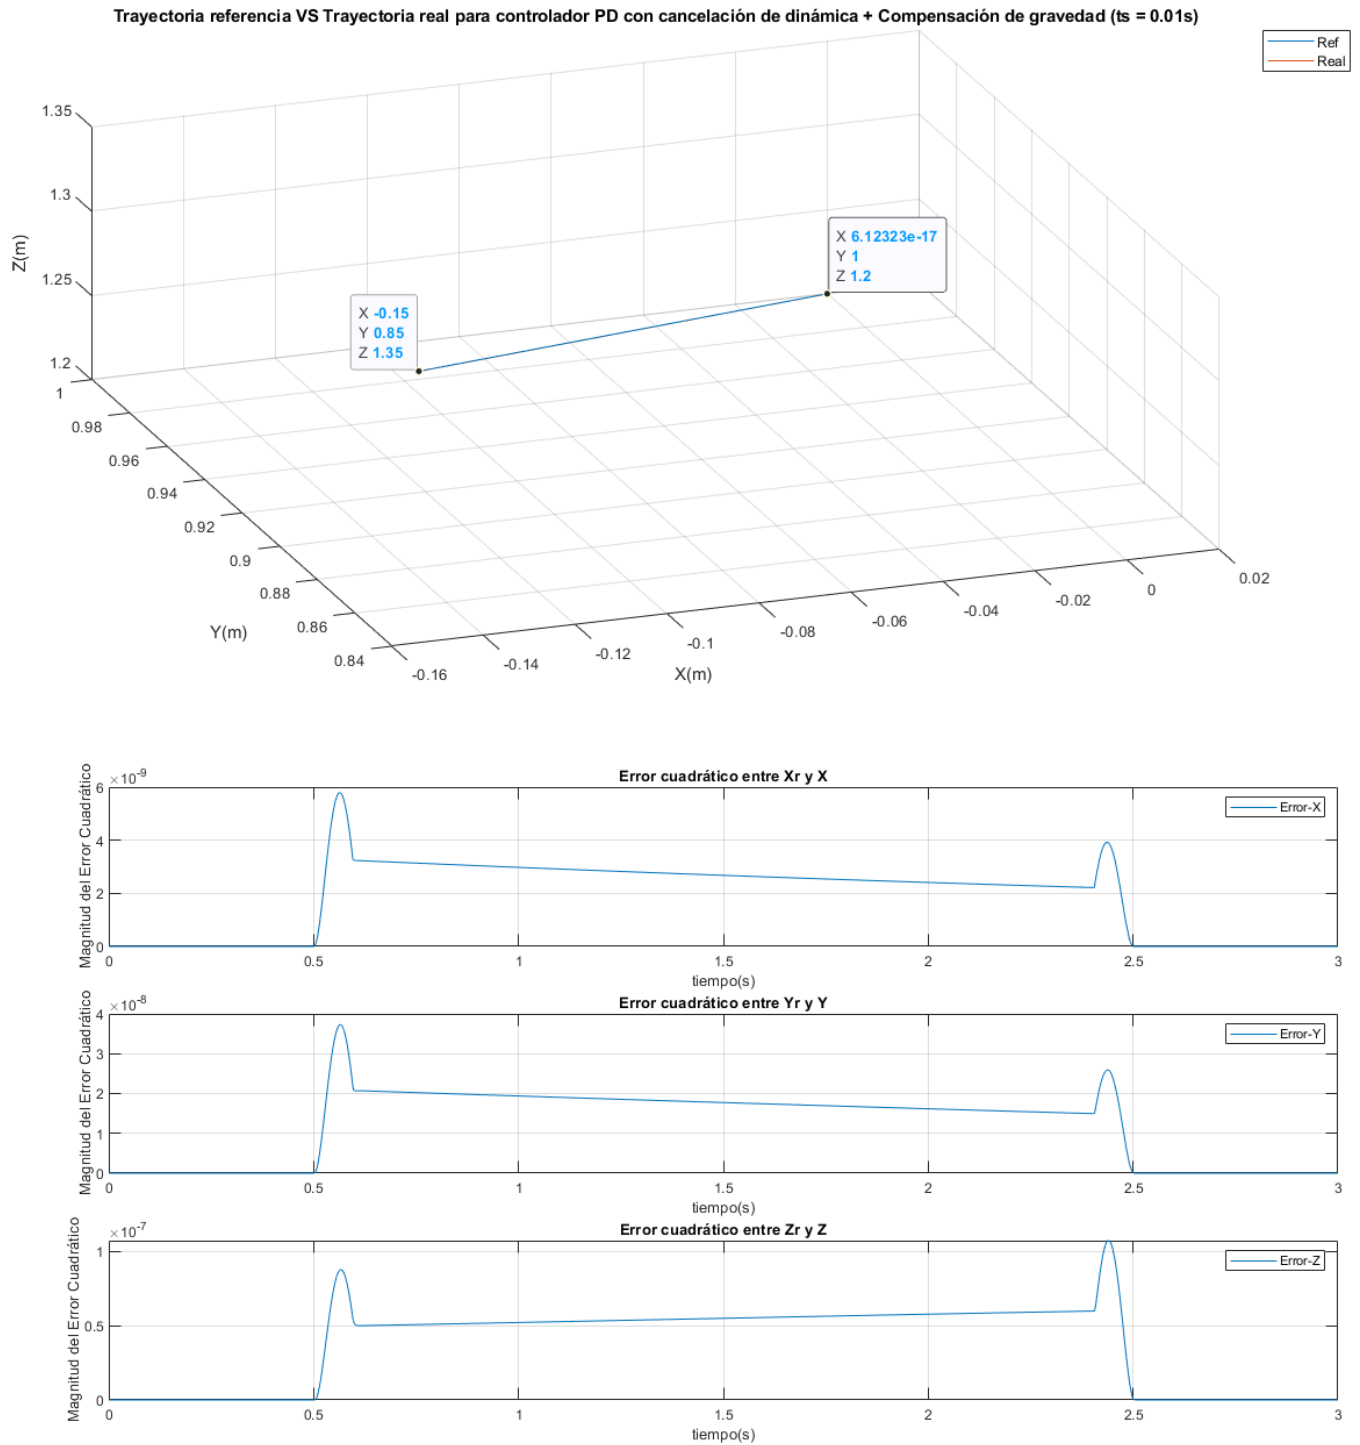 Trayectoria referencia VS Trayectoria real para controlador PD con cancelación de dinámica + Compensación de gravedad (ts = 0.01s)
Ref
Real
1.35
1.3
1.25
1.2
Z(m)
X 6.12323e-17
Y 1
Z 1.2
X -0.15
Y 0.85
Z 1.35
1
0.98
0.96
0.94
0.92
0.9
0.88
0.86
0.84
Y(m)
-0.16
-0.14
-0.12
-0.1
-0.08
-0.06
-0.04
-0.02
0
0.02
X(m)
Error cuadrático entre Xr y X
×10-9
Magnitud del Error Cuadrático
6
4
2
0
Error-X
0 0.5 1 1.5 2 2.5 3
tiempo(s)
Error cuadrático entre Yr y Y
×10-8
Magnitud del Error Cuadrático
4
3
2
1
0
Error-Y
0 0.5 1 1.5 2 2.5 3
tiempo(s)
Error cuadrático entre Zr y Z
×10-7
Magnitud del Error Cuadrático
1
0.5
0
Error-Z
0 0.5 1 1.5 2 2.5 3
tiempo(s)